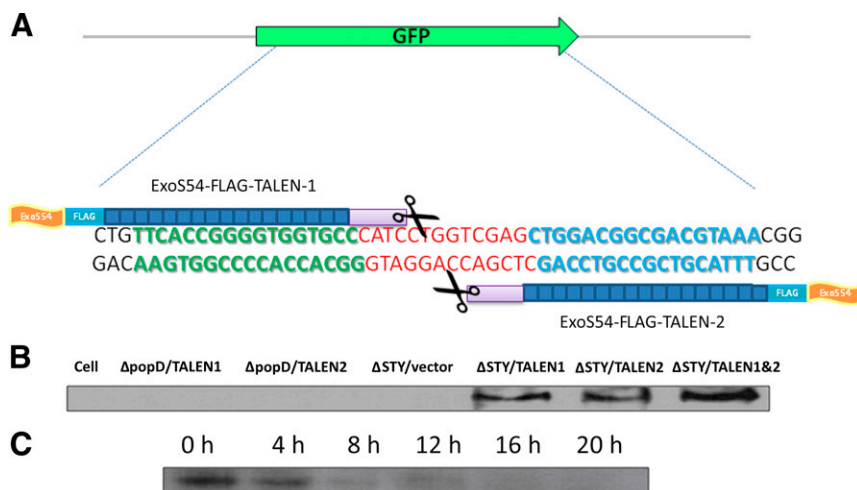 A
GFP
ExoS54-FLAG-TALEN-1
ExoS54 FLAG
CTGTTCACCGGGGTGGTGCCCATCCTGGTCGAGCTGGACGGCGACGTAAACGG
GACAAGTGGCCCCACCACGGGTAGGACCAGCTCGACCTGCCGCTGCATTTGCC
FLAG ExoS54
ExoS54-FLAG-TALEN-2
B
Cell ΔpopD/TALEN1 ΔpopD/TALEN2 ΔSTY/vector ΔSTY/TALEN1 ΔSTY/TALEN2 ΔSTY/TALEN1&2
C
0 h 4 h 8 h 12 h 16 h 20 h